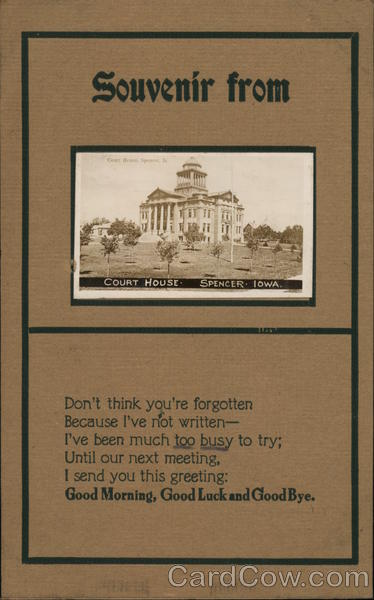 Souvenir from
Court House, Spencer, Ia.
COURT HOUSE· SPENCER· IOWA.
Don't think you're forgotten
Because I've not written—
I've been much too busy to try;
Until our next meeting,
I send you this greeting:
Good Morning, Good Luck and Good Bye.
CardCow.com